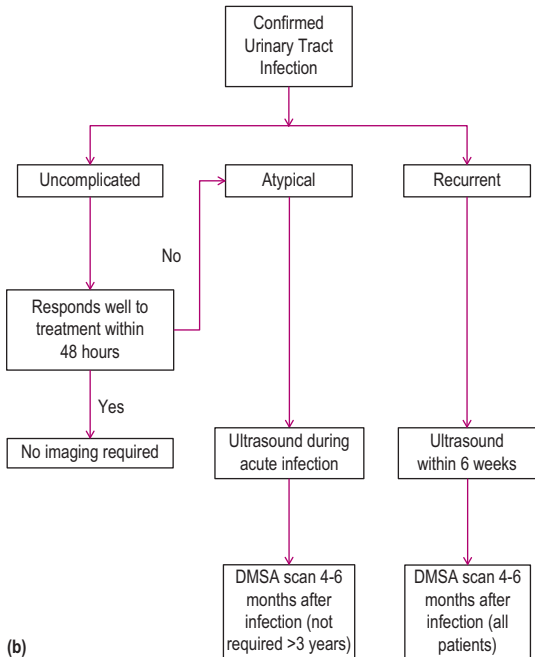 Confirmed
Urinary Tract
Infection
Uncomplicated
Atypical
Recurrent
No
Responds well to
treatment within
48 hours
Yes
No imaging required
Ultrasound during
acute infection
Ultrasound
within 6 weeks
DMSA scan 4-6
months after
infection (not
required >3 years)
DMSA scan 4-6
months after
infection (all
patients)
(b)